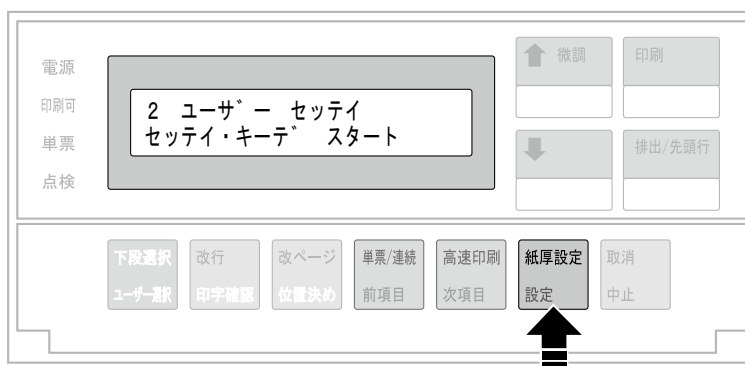 電源
印刷可
単票
点検
2 ユーザー セッテイ
セッテイ・キーデ スタート
微調
印刷
排出/先頭行
下段選択
ユーザー選択
改行
印字確認
改ページ
位置決め
単票/連続
前項目
高速印刷
次項目
紙厚設定
設定
取消
中止